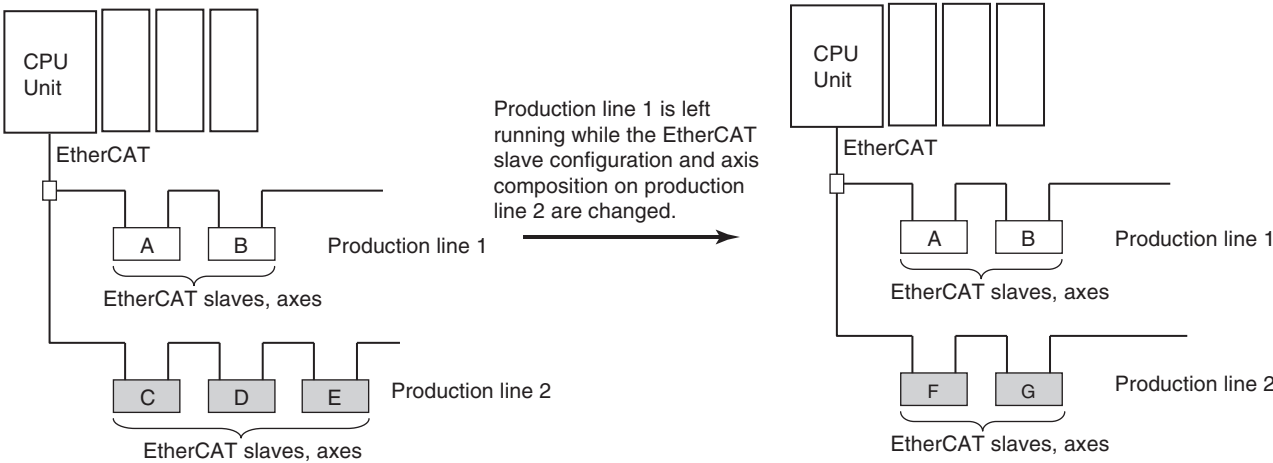 CPU
Unit
EtherCAT
A
B
Production line 1
EtherCAT slaves, axes
C
D
E
Production line 2
EtherCAT slaves, axes
Production line 1 is left
running while the EtherCAT
slave configuration and axis
composition on production
line 2 are changed.
CPU
Unit
EtherCAT
A
B
Production line 1
EtherCAT slaves, axes
F
G
Production line 2
EtherCAT slaves, axes